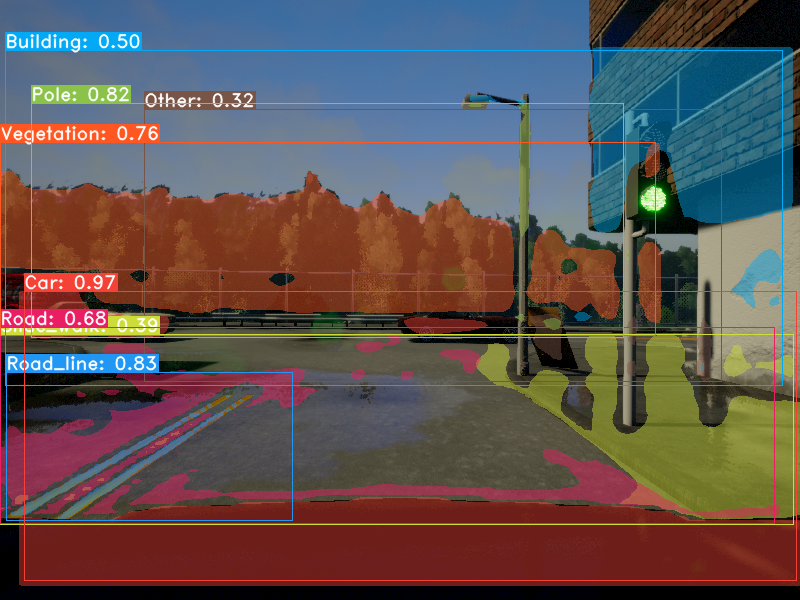 Building: 0.50
Pole: 0.82
Other: 0.32
Vegetation: 0.76
Car: 0.97
Road: 0.68
Side_walk: 0.39
Road_line: 0.83